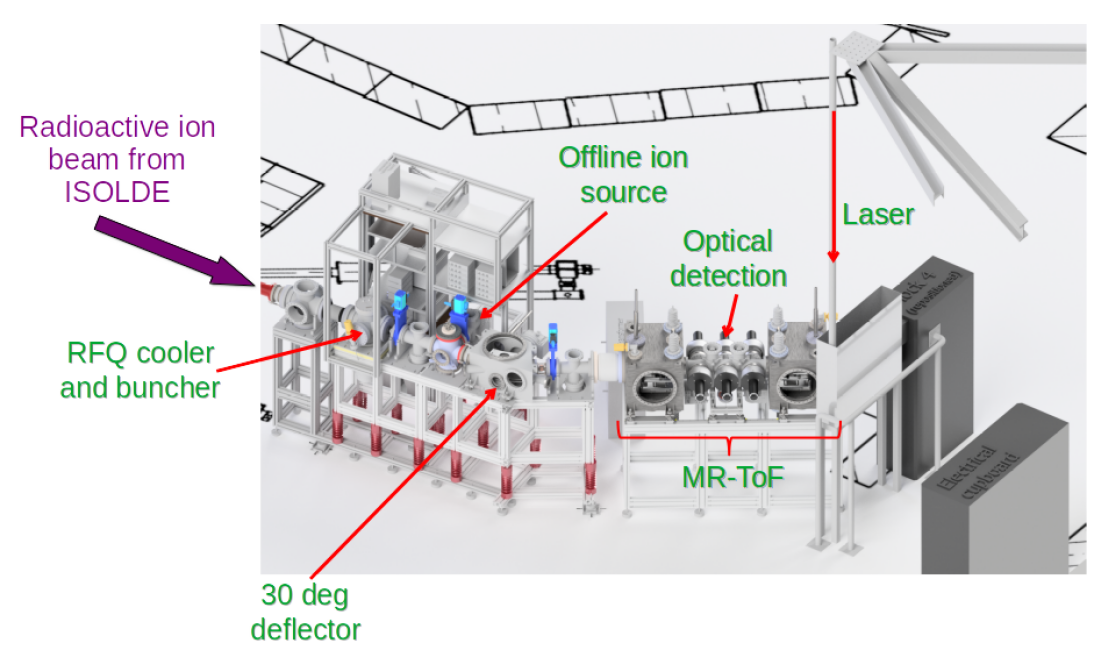 Radioactive ion
beam from
ISOLDE
Offline ion
source
Laser
Optical
detection
RFQ cooler
and buncher
MR-ToF
Electrical
cupboard
30 deg
deflector